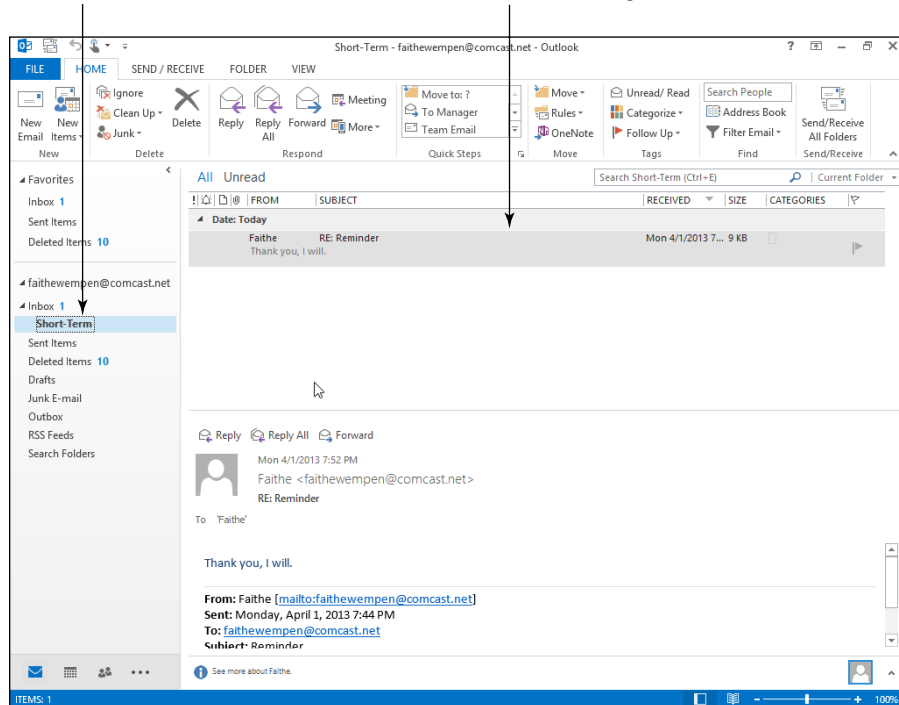 Short-Term - faithewempen@comcast.net - Outlook
FILE HOME SEND / RECEIVE FOLDER VIEW
New Email
New Items
Ignore
Clean Up
Junk
Delete
Reply
Reply All
Forward
Meeting
More
Move to: ?
To Manager
Team Email
Move
Rules
OneNote
Unread/ Read
Categorize
Follow Up
Search People
Address Book
Filter Email
Send/Receive All Folders
New Delete Respond Quick Steps Move Tags Find Send/Receive
Favorites
Inbox 1
Sent Items
Deleted Items 10
faithewempen@comcast.net
Inbox 1
Short-Term
Sent Items
Deleted Items 10
Drafts
Junk E-mail
Outbox
RSS Feeds
Search Folders
All Unread
Search Short-Term (Ctrl+E) Current Folder
! FROM SUBJECT RECEIVED SIZE CATEGORIES
Date: Today
Faithe RE: Reminder Mon 4/1/2013 7... 9 KB
Thank you, I will.
Reply Reply All Forward
Mon 4/1/2013 7:52 PM
Faithe <faithewempen@comcast.net>
RE: Reminder
To 'Faithe'
Thank you, I will.
From: Faithe [mailto:faithewempen@comcast.net]
Sent: Monday, April 1, 2013 7:44 PM
To: faithewempen@comcast.net
Subject: Reminder
See more about Faithe.
ITEMS: 1
100%